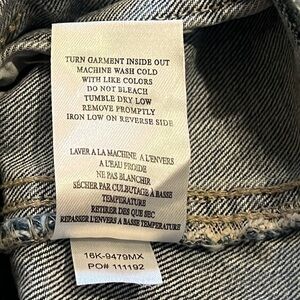 TURN GARMENT INSIDE OUT
MACHINE WASH COLD
WITH LIKE COLORS
DO NOT BLEACH
TUMBLE DRY LOW
REMOVE PROMPTLY
IRON LOW ON REVERSE SIDE
LAVER A LA MACHINE A L'ENVERS
A L'EAU FROIDE
NE PAS BLANCHIR
SÉCHER PAR CULBUTAGE À BASSE
TEMPERATURE
RETIRER DES QUE SEC
REPASSER L'ENVERS A BASSE TEMPERATURE
16K-9479MX
PO# 111192